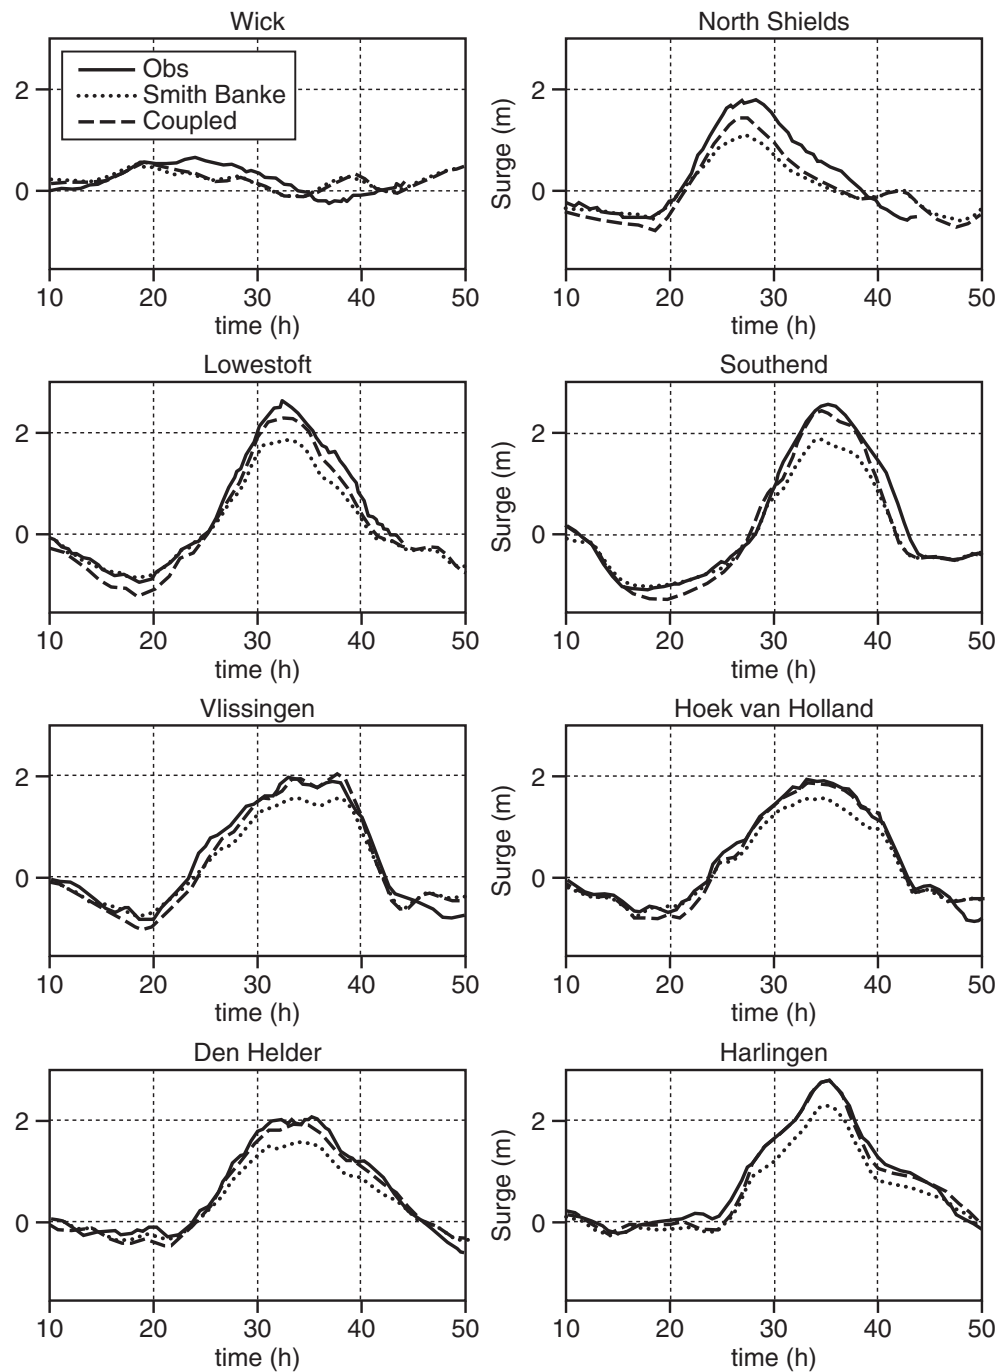 Wick
North Shields
Obs
Smith Banke
Coupled
2
0
10 20 30 40 50
time (h)
Surge (m)
2
0
10 20 30 40 50
time (h)
Lowestoft
Southend
2
0
10 20 30 40 50
time (h)
Surge (m)
2
0
10 20 30 40 50
time (h)
Vlissingen
Hoek van Holland
2
0
10 20 30 40 50
time (h)
Surge (m)
2
0
10 20 30 40 50
time (h)
Den Helder
Harlingen
2
0
10 20 30 40 50
time (h)
Surge (m)
2
0
10 20 30 40 50
time (h)